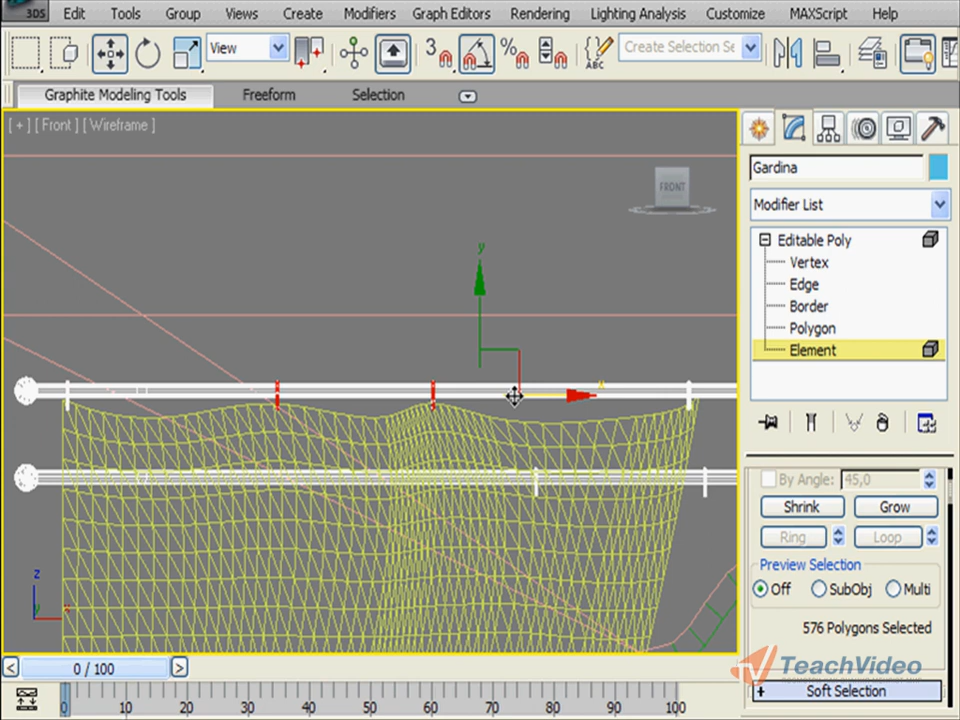 3DS Edit Tools Group Views Create Modifiers Graph Editors Rendering Lighting Analysis Customize MAXScript Help
View 3 % ABC Create Selection Se
Graphite Modeling Tools Freeform Selection
[ + ] [ Front ] [ Wireframe ]
FRONT
y
x
z
Gardina
Modifier List
Editable Poly
Vertex
Edge
Border
Polygon
Element
By Angle: 45,0
Shrink Grow
Ring Loop
Preview Selection
Off SubObj Multi
576 Polygons Selected
TeachVideo
+ Soft Selection
< 0 / 100 >
0 10 20 30 40 50 60 70 80 90 100